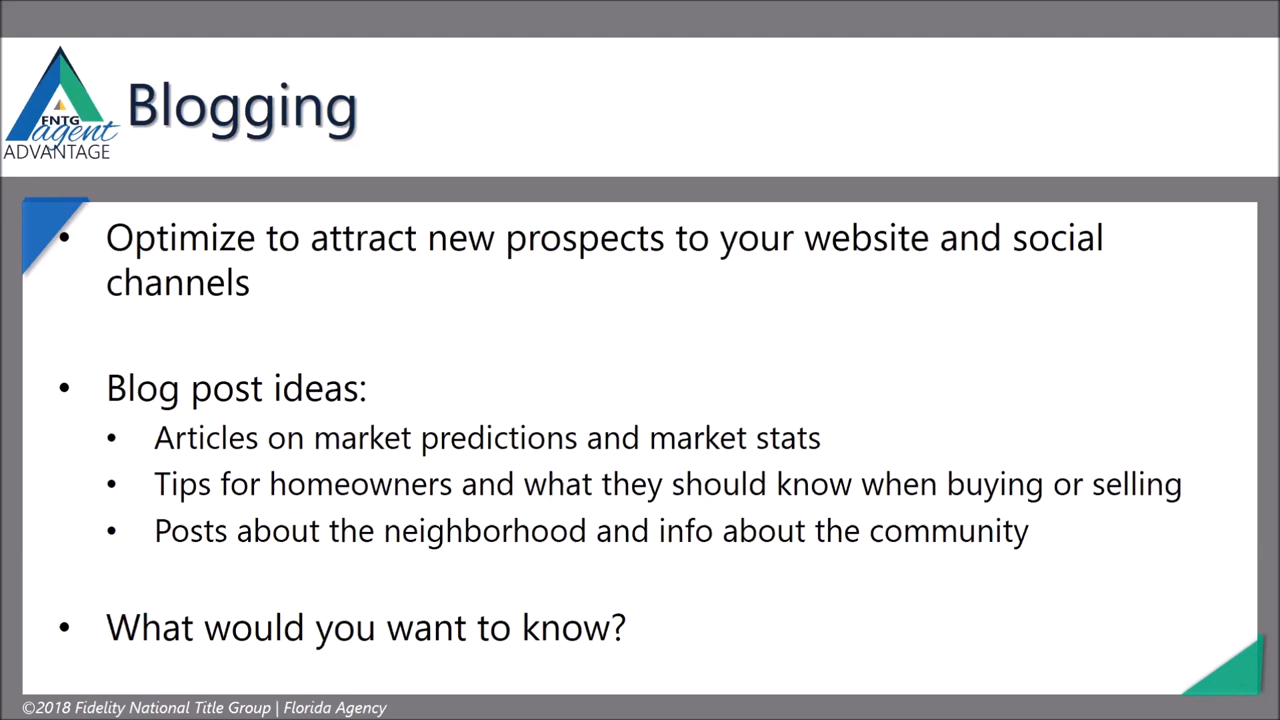 FNTG
agent
ADVANTAGE
Blogging
• Optimize to attract new prospects to your website and social
channels
• Blog post ideas:
• Articles on market predictions and market stats
• Tips for homeowners and what they should know when buying or selling
• Posts about the neighborhood and info about the community
• What would you want to know?
©2018 Fidelity National Title Group | Florida Agency